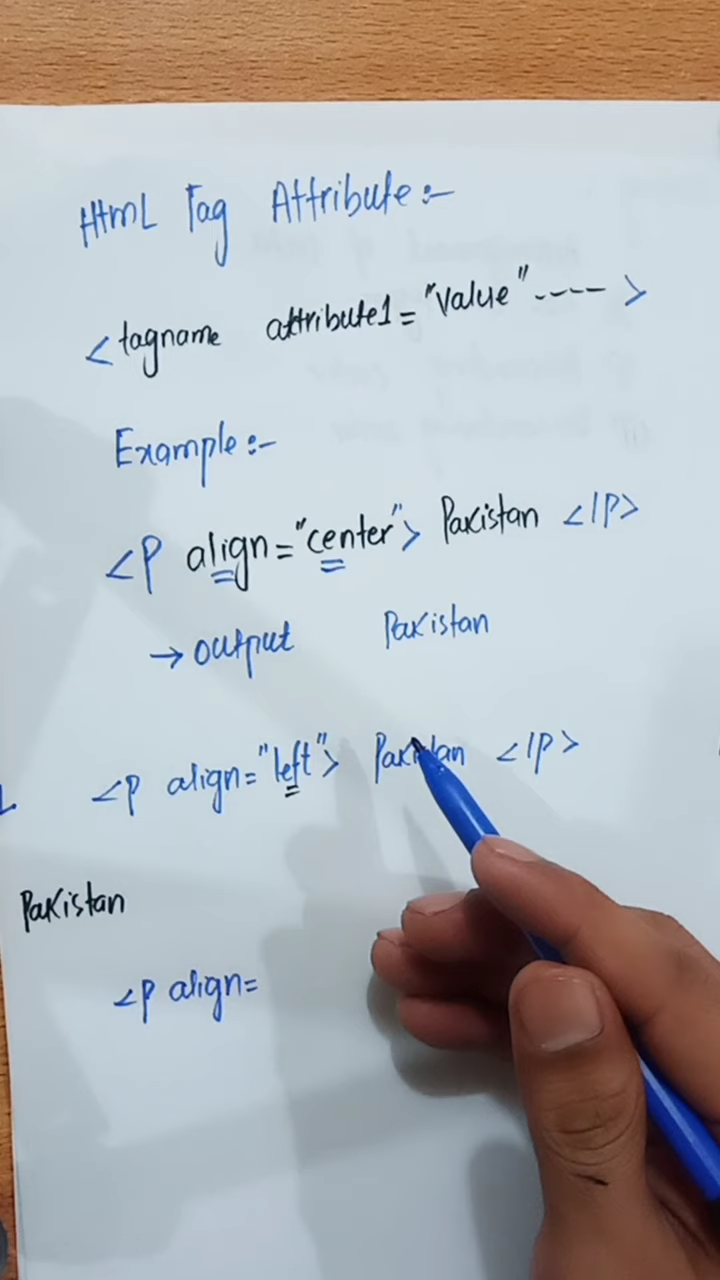 HtmL Tag Attribute:-
<tagname attribute1="value"---->
Example:-
<P align="center"> Pakistan </P>
→ output Pakistan
<P align="left"> Pakistan </P>
Pakistan
<P align=